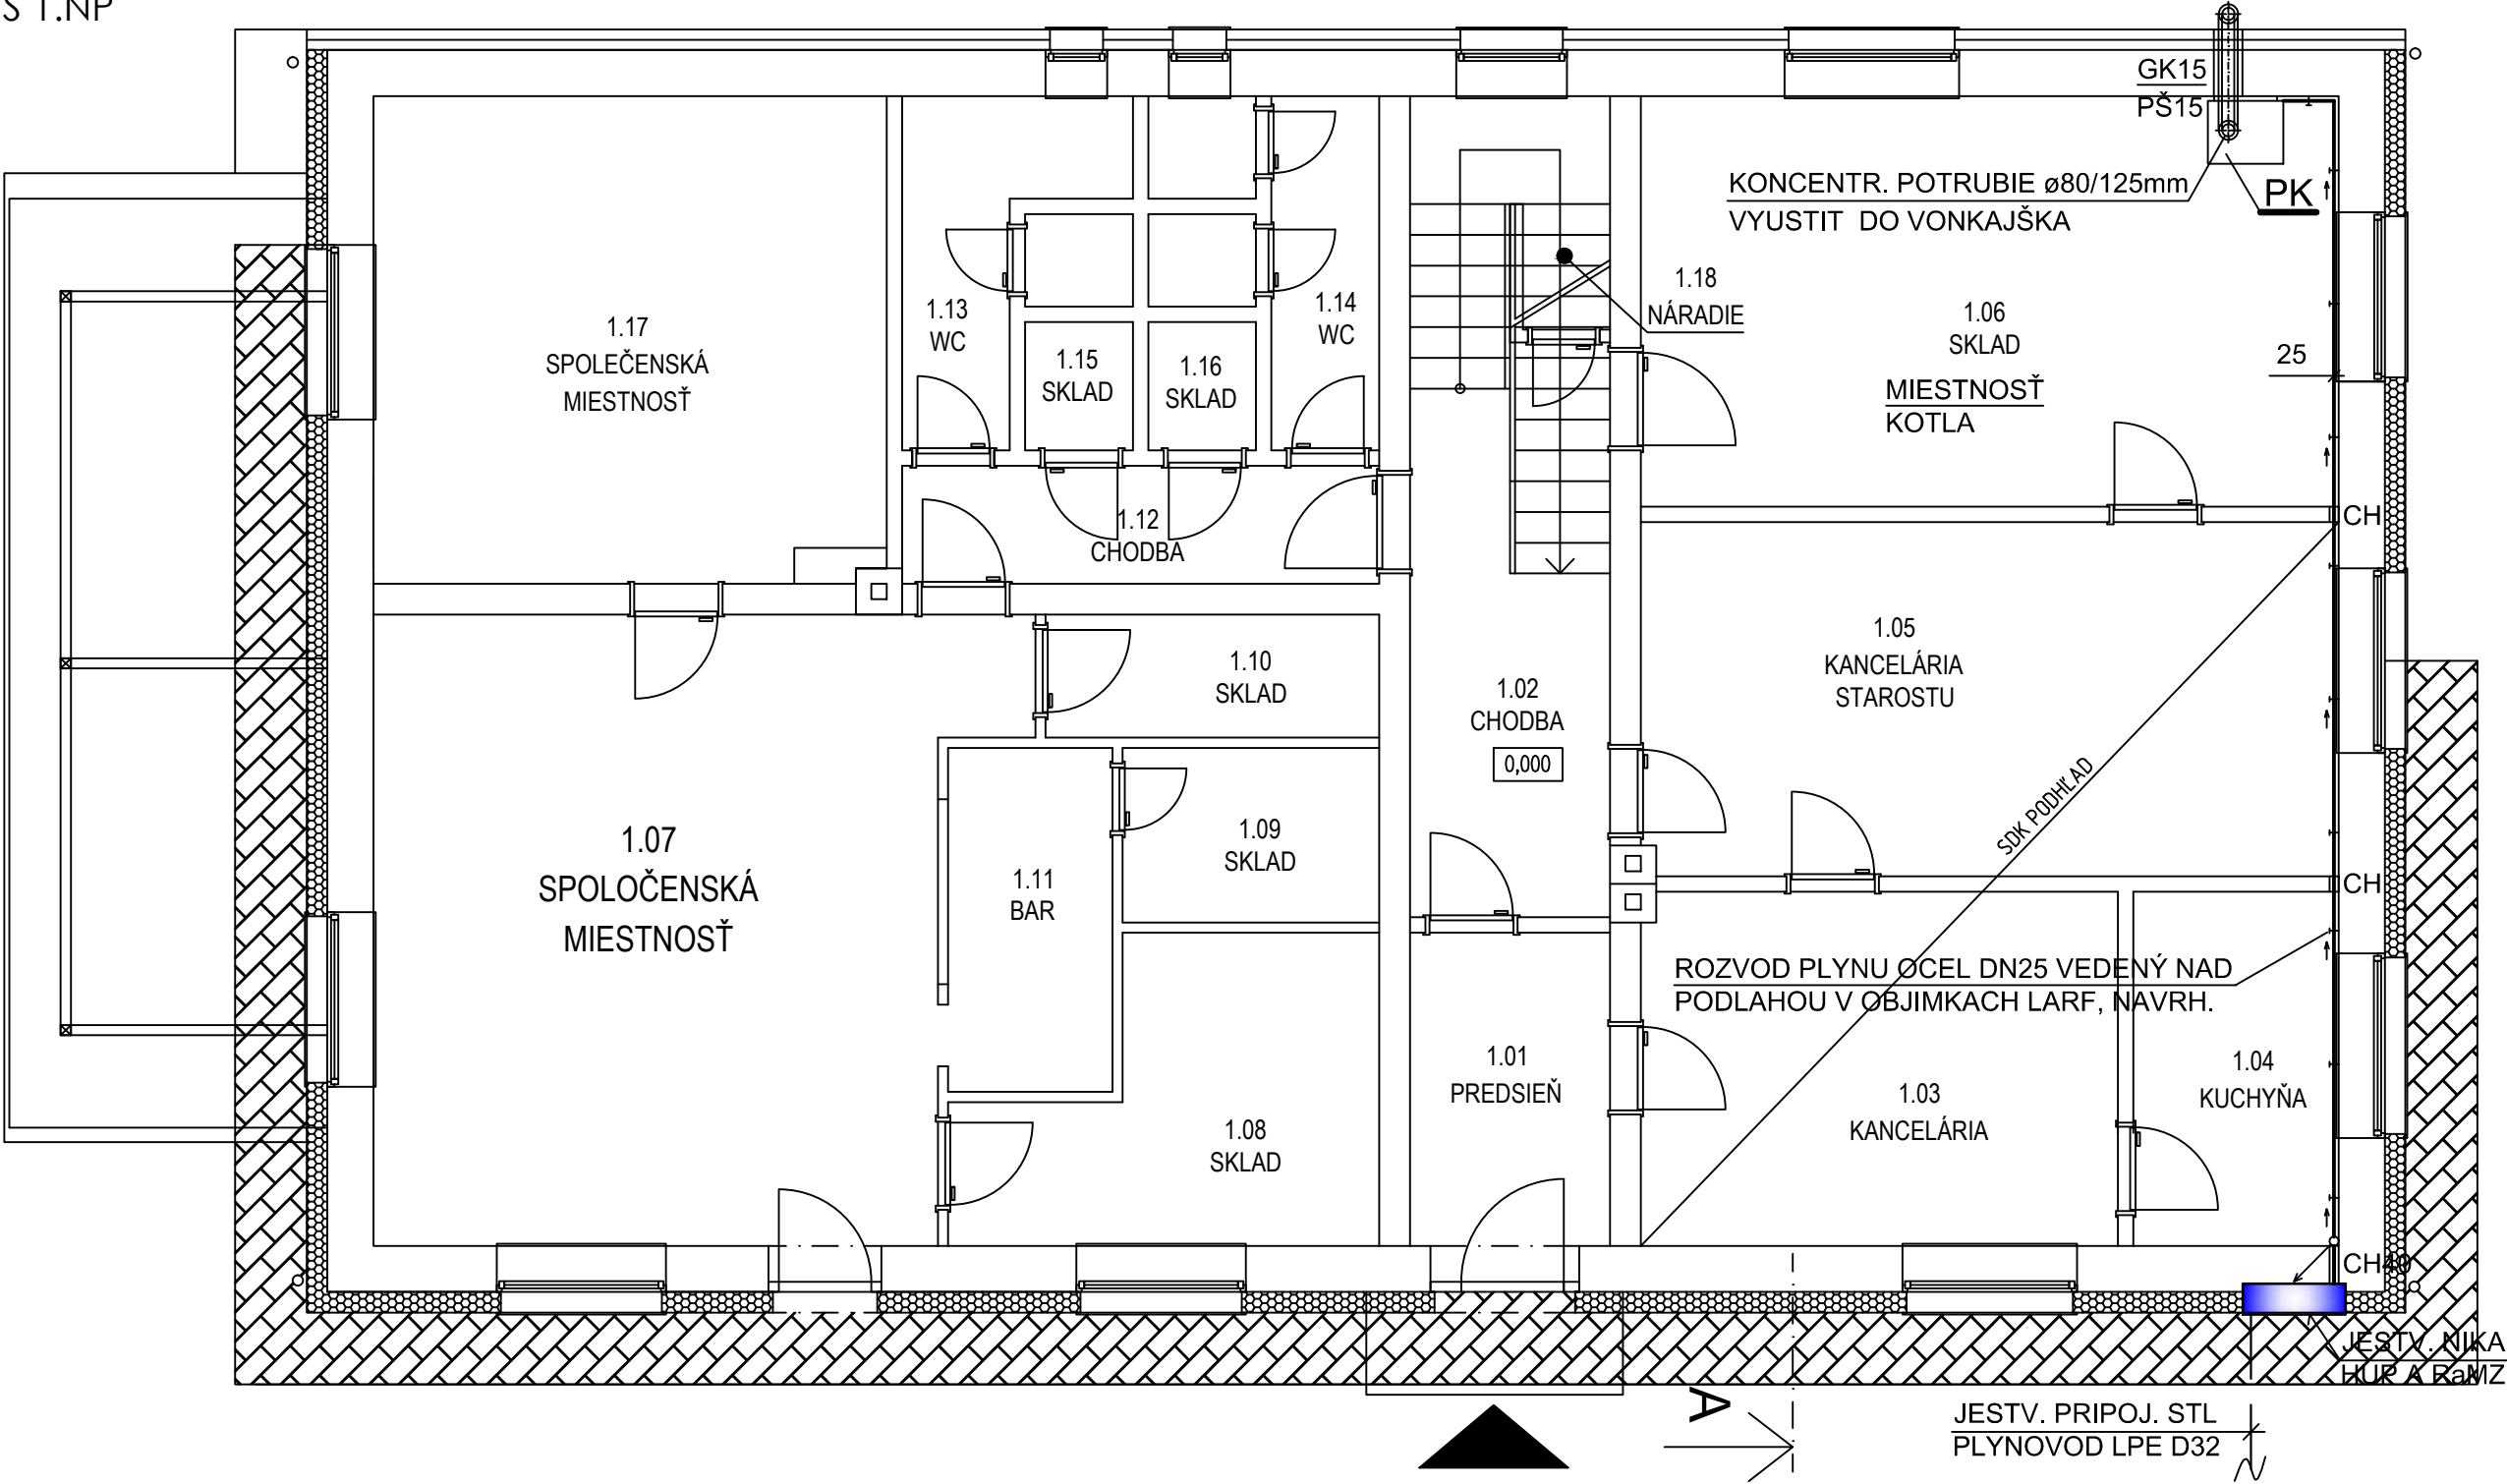 S 1.NP
GK15
PŠ15
KONCENTR. POTRUBIE ø80/125mm
VYUSTIT DO VONKAJŠKA
PK
1.17
SPOLEČENSKÁ
MIESTNOSŤ
1.13
WC
1.15
SKLAD
1.16
SKLAD
1.14
WC
1.18
NÁRADIE
1.06
SKLAD
MIESTNOSŤ
KOTLA
25
1.12
CHODBA
CH
1.10
SKLAD
1.02
CHODBA
0,000
1.05
KANCELÁRIA
STAROSTU
SDK PODHĽAD
1.07
SPOLOČENSKÁ
MIESTNOSŤ
1.11
BAR
1.09
SKLAD
CH
ROZVOD PLYNU OCEL DN25 VEDENÝ NAD
PODLAHOU V OBJIMKACH LARF, NAVRH.
1.08
SKLAD
1.01
PREDSIEŇ
1.03
KANCELÁRIA
1.04
KUCHYŇA
CH40
JESTV. NIKA
HUP A RaMZ
A
JESTV. PRIPOJ. STL
PLYNOVOD LPE D32